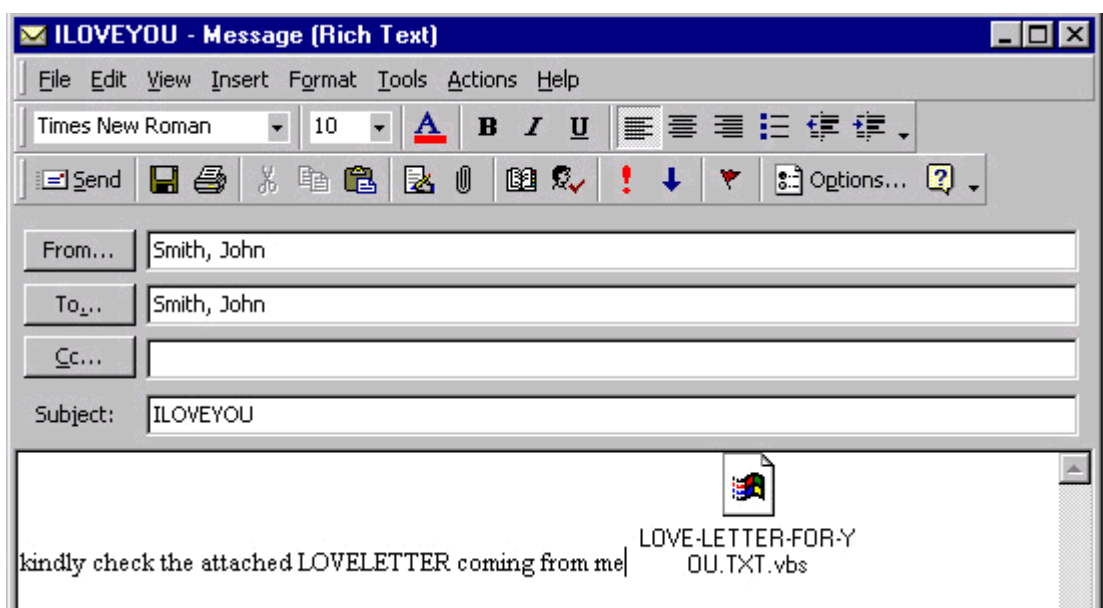 ILOVEYOU - Message (Rich Text)
File Edit View Insert Format Tools Actions Help
Times New Roman 10 A B I U
Send Options...
From... Smith, John
To... Smith, John
Cc...
Subject: ILOVEYOU
LOVE-LETTER-FOR-Y
kindly check the attached LOVELETTER coming from me
OU.TXT.vbs